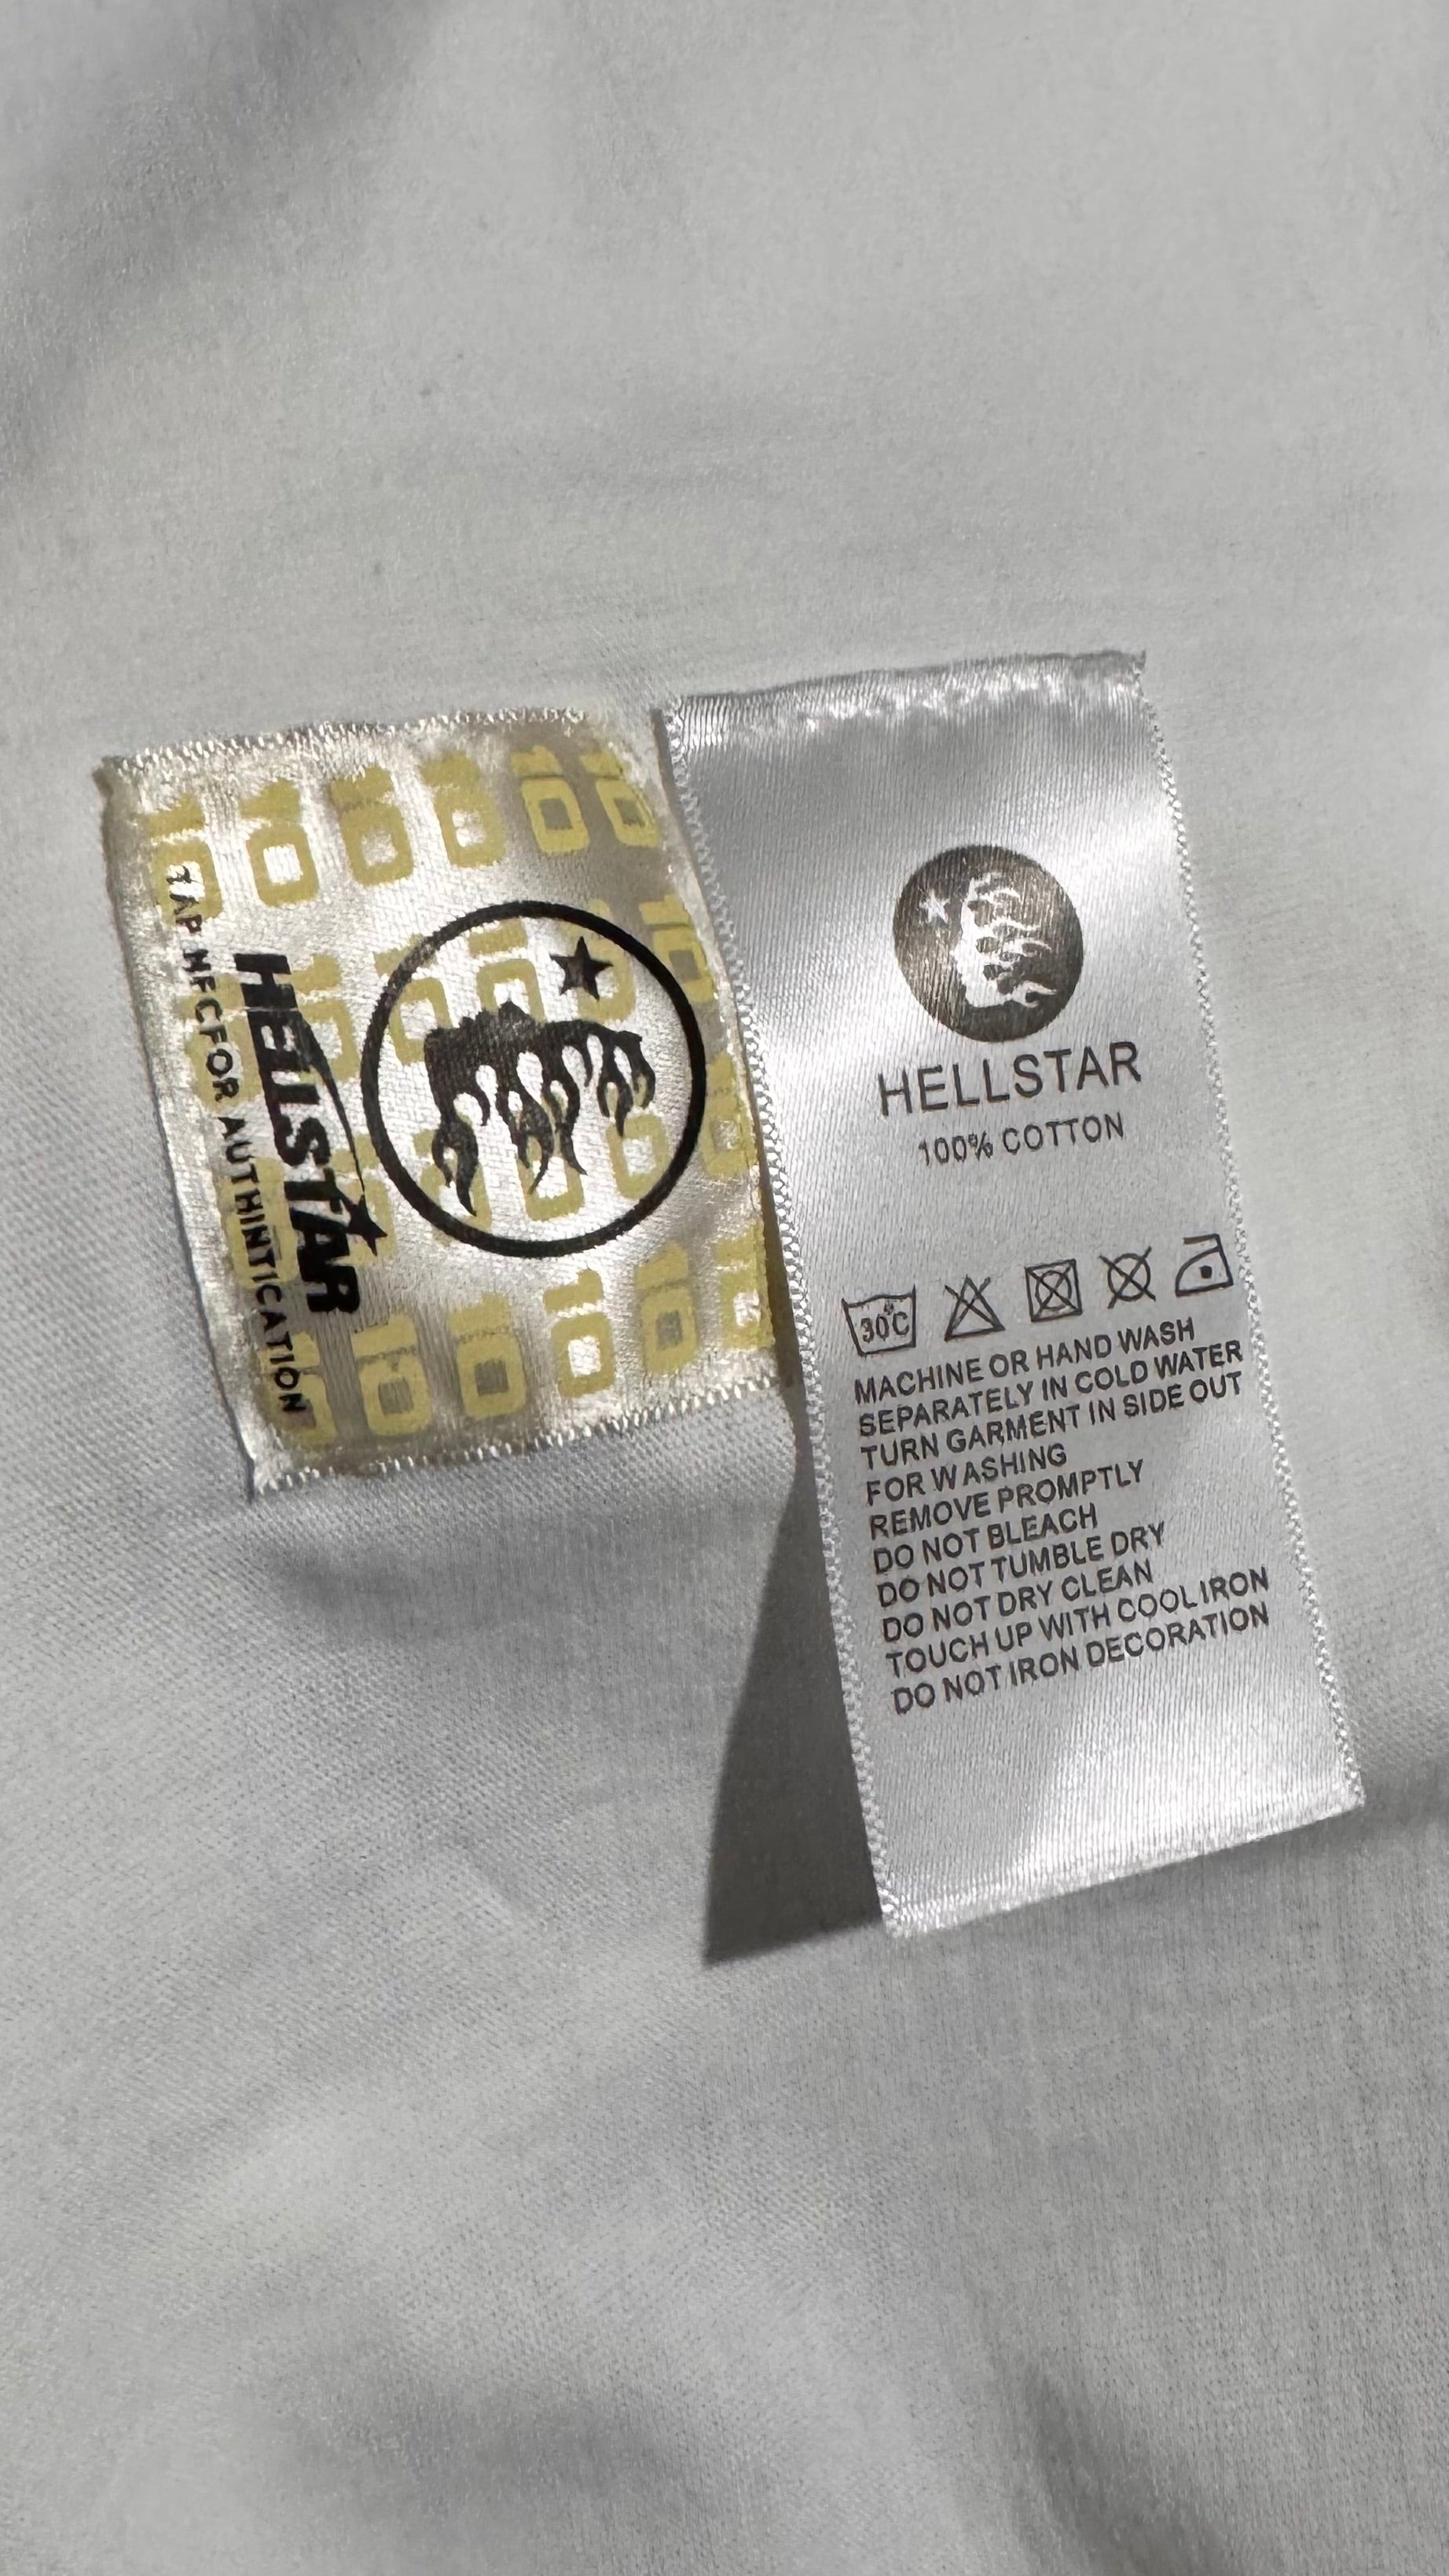 TAP NFCFOR AUTHINTICATION
HELLSTAR
HELLSTAR
100% COTTON
30°C
MACHINE OR HAND WASH
SEPARATELY IN COLD WATER
TURN GARMENT IN SIDE OUT
FOR WASHING
REMOVE PROMPTLY
DO NOT BLEACH
DO NOT TUMBLE DRY
DO NOT DRY CLEAN
TOUCH UP WITH COOL IRON
DO NOT IRON DECORATION